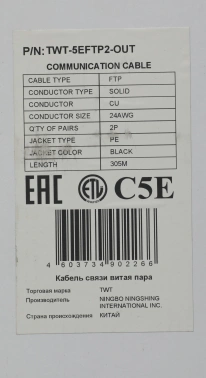 P/N: TWT-5EFTP2-OUT
COMMUNICATION CABLE
CABLE TYPE FTP
CONDUCTOR TYPE SOLID
CONDUCTOR CU
CONDUCTOR SIZE 24AWG
Q'TY OF PAIRS 2P
JACKET TYPE PE
JACKET COLOR BLACK
LENGTH 305M
EAC ETL C5E
4 603734 902266
Кабель связи витая пара
Торговая марка TWT
Производитель NINGBO NINGSHING
INTERNATIONAL INC.
Страна происхождения КИТАЙ